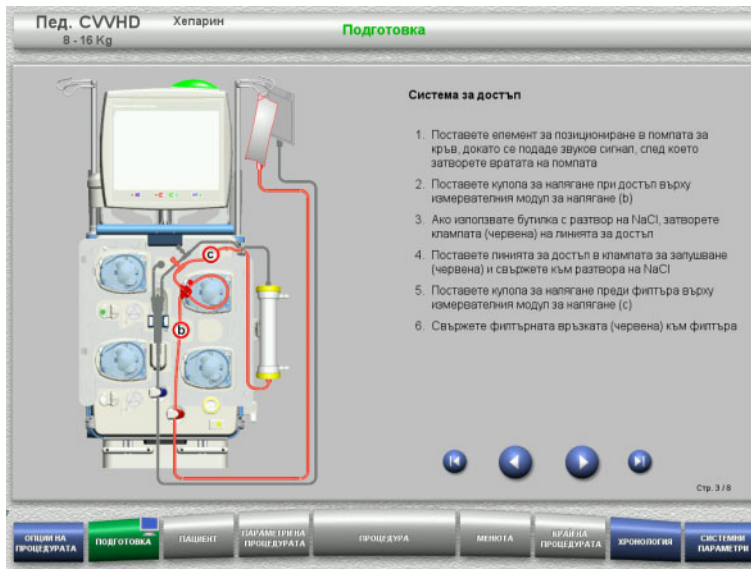 Пед. CVVHD
Хепарин
8 - 16 Kg
Подготовка
Система за достъп
1. Поставете елемент за позициониране в помпата за
кръв, докато се подаде звуков сигнал, след което
затворете вратата на помпата
2. Поставете купола за налягане при достъп върху
измервателния модул за налягане (b)
3. Ако използвате бутилка с разтвор на NaCl, затворете
клампата (червена) на линията за достъп
4. Поставете линията за достъп в клампата за запушване
(червена) и свържете към разтвора на NaCl
5. Поставете купола за налягане преди филтъра върху
измервателния модул за налягане (c)
6. Свържете филтърната връзката (червена) към филтъра
c
b
Стр. 3 / 8
ОПЦИИ НА
ПРОЦЕДУРАТА
ПОДГОТОВКА
ПАЦИЕНТ
ПАРАМЕТРИ НА
ПРОЦЕДУРАТА
ПРОЦЕДУРА
МЕНЮТА
КРАЙ НА
ПРОЦЕДУРАТА
ХРОНОЛОГИЯ
СИСТЕМНИ
ПАРАМЕТРИ